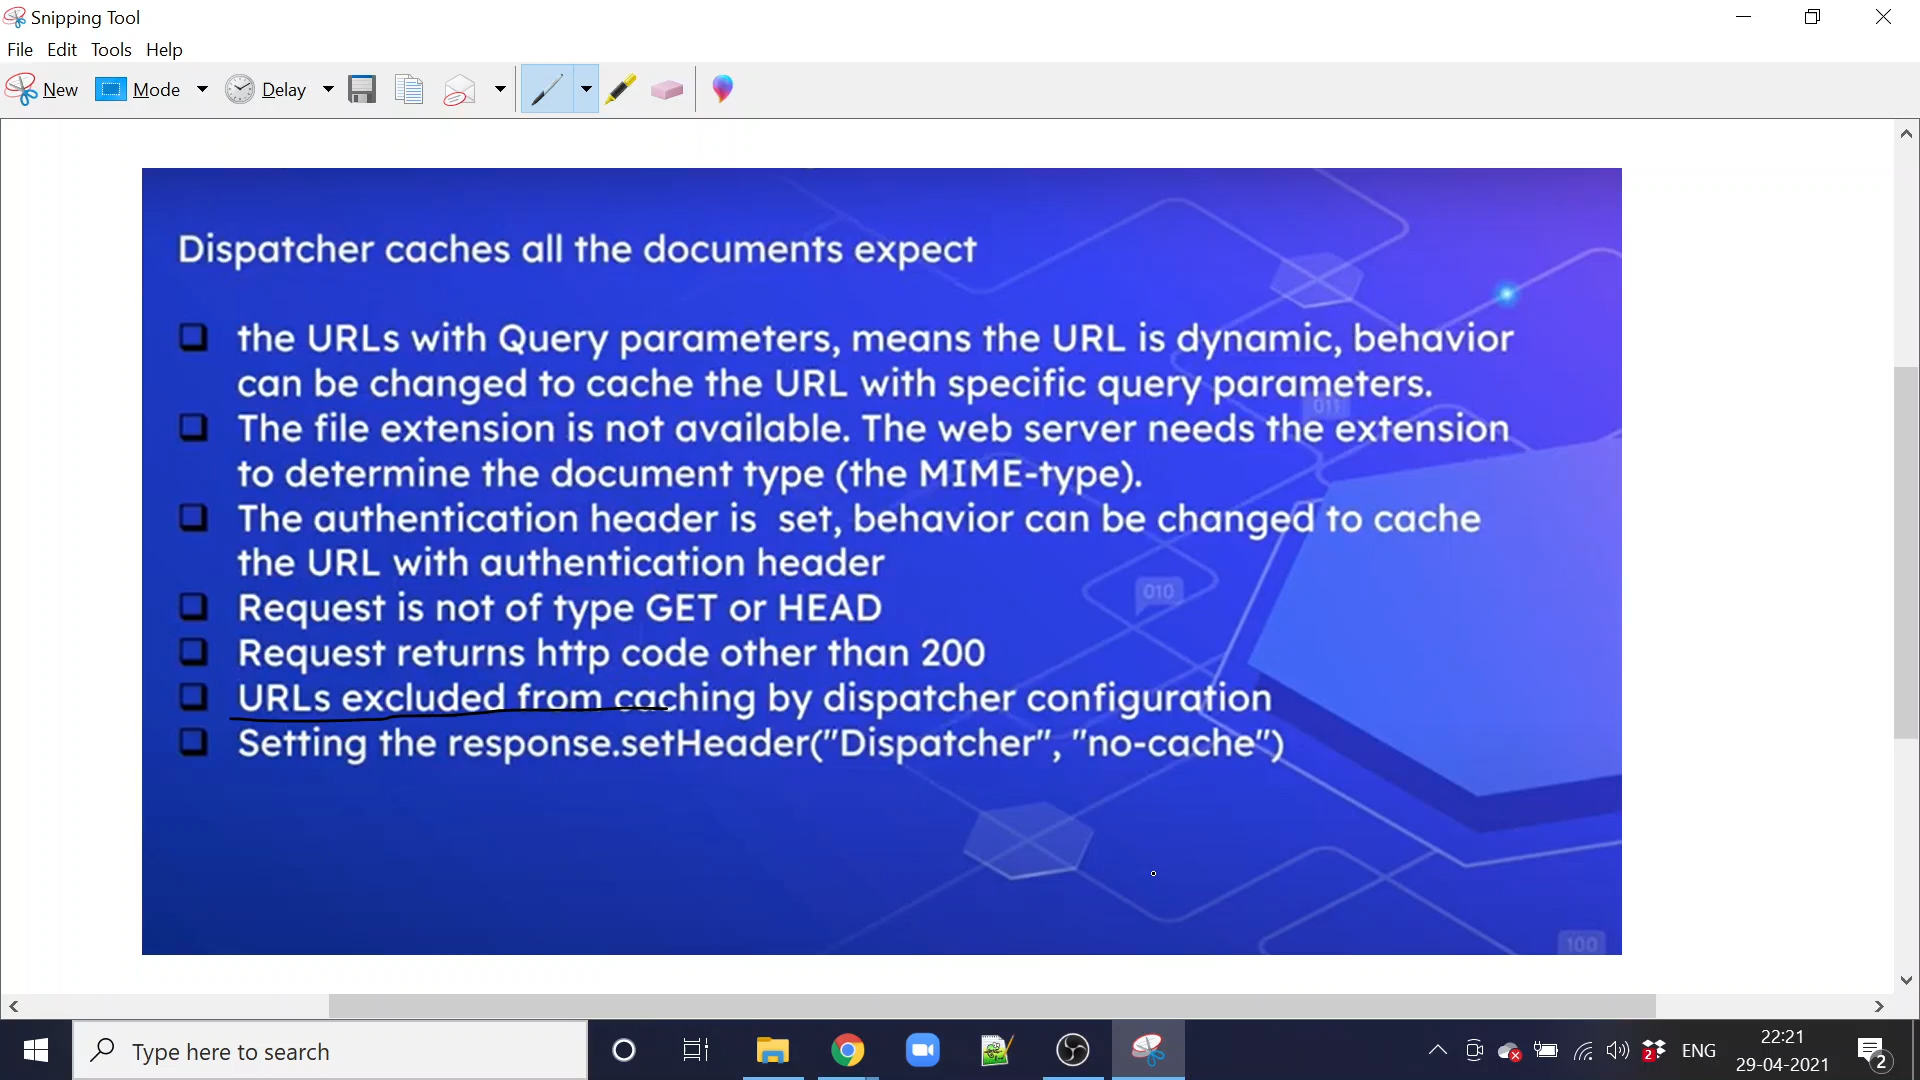 Snipping Tool
File Edit Tools Help
New Mode Delay
Dispatcher caches all the documents expect
the URLs with Query parameters, means the URL is dynamic, behavior
can be changed to cache the URL with specific query parameters.
011
The file extension is not available. The web server needs the extension
to determine the document type (the MIME-type).
The authentication header is set, behavior can be changed to cache
the URL with authentication header
010
Request is not of type GET or HEAD
Request returns http code other than 200
URLs excluded from caching by dispatcher configuration
Setting the response.setHeader("Dispatcher", "no-cache")
100
Type here to search
2
ENG
22:21
29-04-2021
2